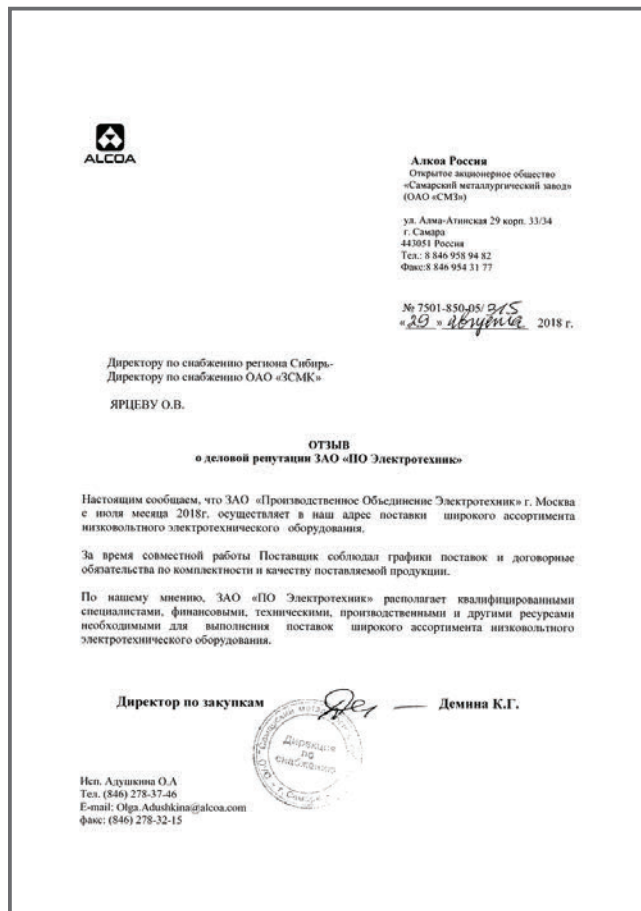 ALCOA
Алкоа Россия
Открытое акционерное общество
«Самарский металлургический завод»
(ОАО «СМЗ»)
ул. Алма-Атинская 29 корп. 33/34
г. Самара
443051 Россия
Тел.: 8 846 958 94 82
Факс:8 846 954 31 77
№ 7501-850-05/ 915
« 29 » августа 2018 г.
Директору по снабжению региона Сибирь-
Директору по снабжению ОАО «ЗСМК»
ЯРЦЕВУ О.В.
ОТЗЫВ
о деловой репутации ЗАО «ПО Электротехник»
Настоящим сообщаем, что ЗАО «Производственное Объединение Электротехник» г. Москва
с июля месяца 2018г. осуществляет в наш адрес поставки широкого ассортимента
низковольтного электротехнического оборудования.
За время совместной работы Поставщик соблюдал графики поставок и договорные
обязательства по комплектности и качеству поставляемой продукции.
По нашему мнению, ЗАО «ПО Электротехник» располагает квалифицированными
специалистами, финансовыми, техническими, производственными и другими ресурсами
необходимыми для выполнения поставок широкого ассортимента низковольтного
электротехнического оборудования.
Директор по закупкам Демина К.Г.
Дирекция
по
снабжению
Исп. Адушкина О.А
Тел. (846) 278-37-46
E-mail: Olga.Adushkina@alcoa.com
факс: (846) 278-32-15